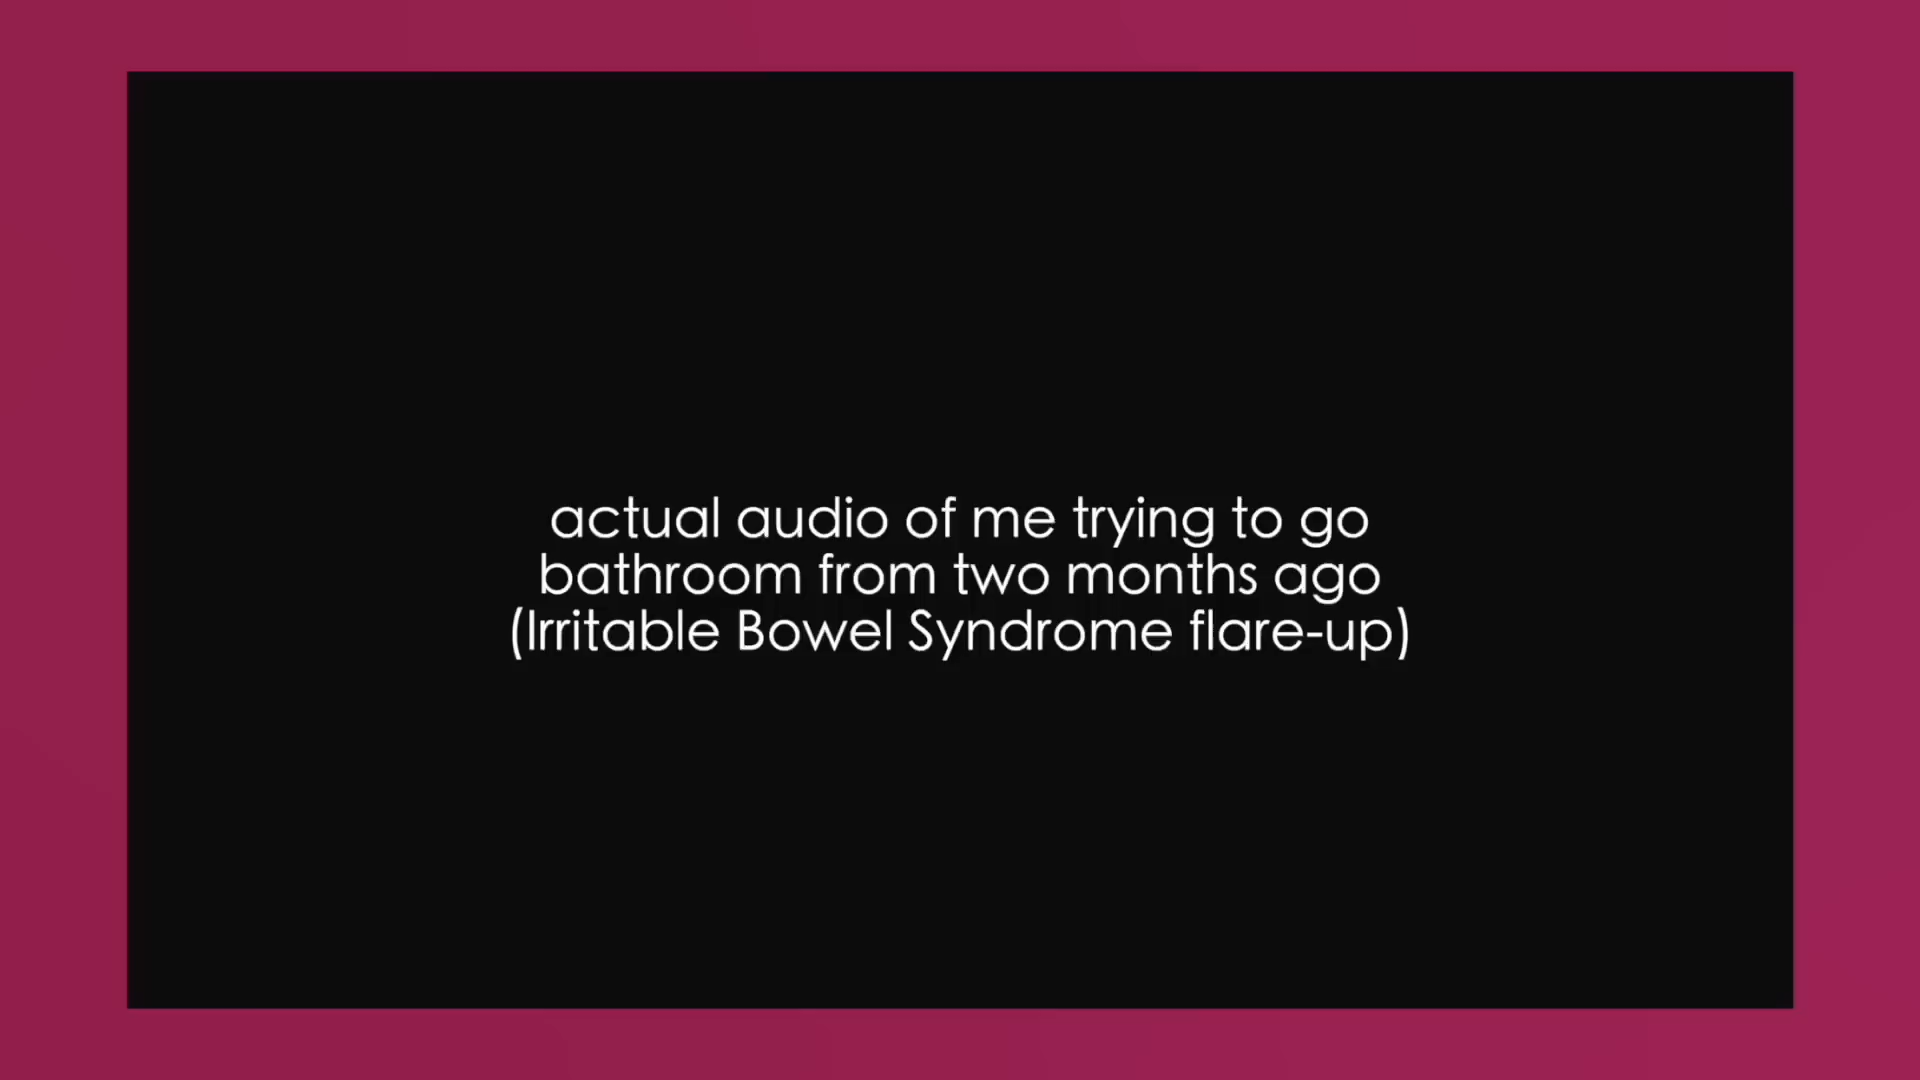 actual audio of me trying to go
bathroom from two months ago
(Irritable Bowel Syndrome flare-up)